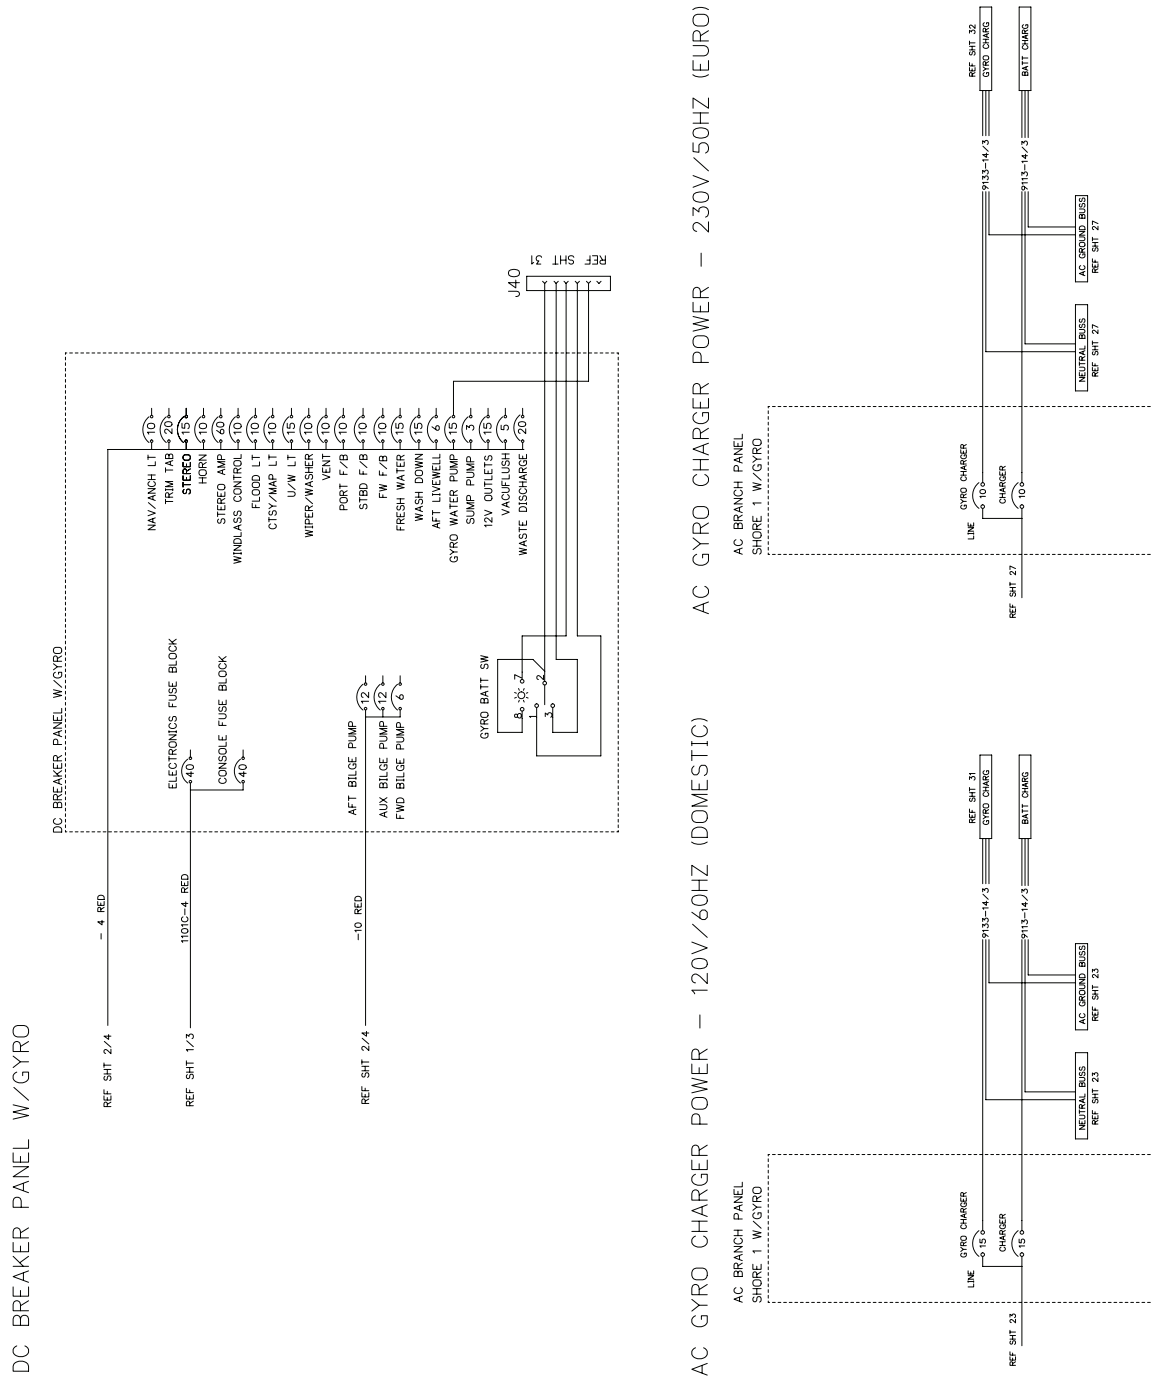 DC BREAKER PANEL W/GYRO
DC BREAKER PANEL W/GYRO
REF SHT 2/4
- 4 RED
NAV/ANCH LT
10
TRIM TAB
20
STEREO
15
HORN
10
STEREO AMP
60
WINDLASS CONTROL
10
FLOOD LT
10
CTSY/MAP LT
10
U/W LT
15
WIPER/WASHER
10
VENT
10
PORT F/B
10
STBD F/B
10
FW F/B
10
FRESH WATER
15
WASH DOWN
15
AFT LIVEWELL
6
GYRO WATER PUMP
15
SUMP PUMP
3
12V OUTLETS
15
VACUFLUSH
5
WASTE DISCHARGE
20
REF SHT 1/3
1101C-4 RED
ELECTRONICS FUSE BLOCK
40
CONSOLE FUSE BLOCK
40
REF SHT 2/4
-10 RED
AFT BILGE PUMP
12
AUX BILGE PUMP
12
FWD BILGE PUMP
6
GYRO BATT SW
8
7
1
2
3
J40
REF SHT 31
AC GYRO CHARGER POWER - 120V/60HZ (DOMESTIC)
AC BRANCH PANEL
SHORE 1 W/GYRO
REF SHT 23
LINE
GYRO CHARGER
15
CHARGER
15
NEUTRAL BUSS
REF SHT 23
AC GROUND BUSS
REF SHT 23
9133-14/3
9113-14/3
REF SHT 31
GYRO CHARG
BATT CHARG
AC GYRO CHARGER POWER - 230V/50HZ (EURO)
AC BRANCH PANEL
SHORE 1 W/GYRO
REF SHT 27
LINE
GYRO CHARGER
10
CHARGER
10
NEUTRAL BUSS
REF SHT 27
AC GROUND BUSS
REF SHT 27
9133-14/3
9113-14/3
REF SHT 32
GYRO CHARG
BATT CHARG